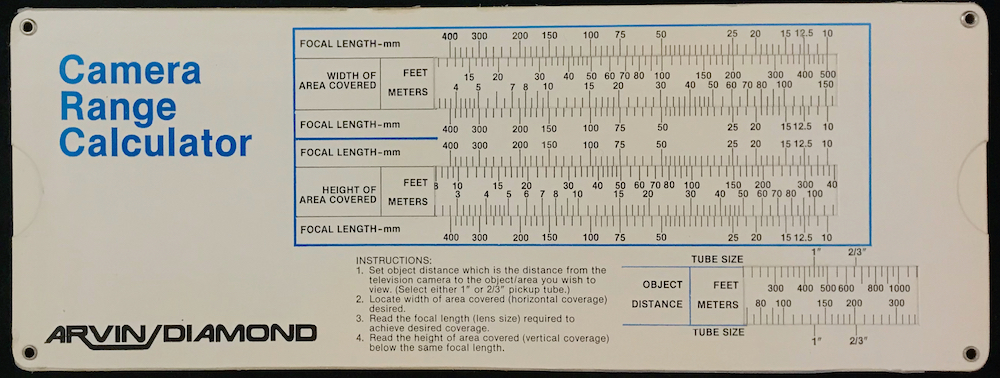 Camera
Range
Calculator
FOCAL LENGTH-mm 400 300 200 150 100 75 50 25 20 15 12.5 10
WIDTH OF AREA COVERED
FEET 15 20 30 40 50 60 70 80 100 150 200 300 400 500
METERS 4 5 7 8 10 15 20 30 40 50 60 70 80 100 150
FOCAL LENGTH-mm 400 300 200 150 100 75 50 25 20 15 12.5 10
FOCAL LENGTH-mm 400 300 200 150 100 75 50 25 20 15 12.5 10
HEIGHT OF AREA COVERED
FEET 8 10 15 20 30 40 50 60 70 80 100 150 200 300 40
METERS 3 4 5 6 7 8 10 15 20 30 40 50 60 70 80 100
FOCAL LENGTH-mm 400 300 200 150 100 75 50 25 20 15 12.5 10
INSTRUCTIONS:
1. Set object distance which is the distance from the
television camera to the object/area you wish to
view. (Select either 1" or 2/3" pickup tube.)
2. Locate width of area covered (horizontal coverage)
desired.
3. Read the focal length (lens size) required to
achieve desired coverage.
4. Read the height of area covered (vertical coverage)
below the same focal length.
TUBE SIZE 1" 2/3"
OBJECT DISTANCE
FEET 300 400 500 600 800 1000
METERS 80 100 150 200 300
TUBE SIZE 1" 2/3"
ARVIN/DIAMOND